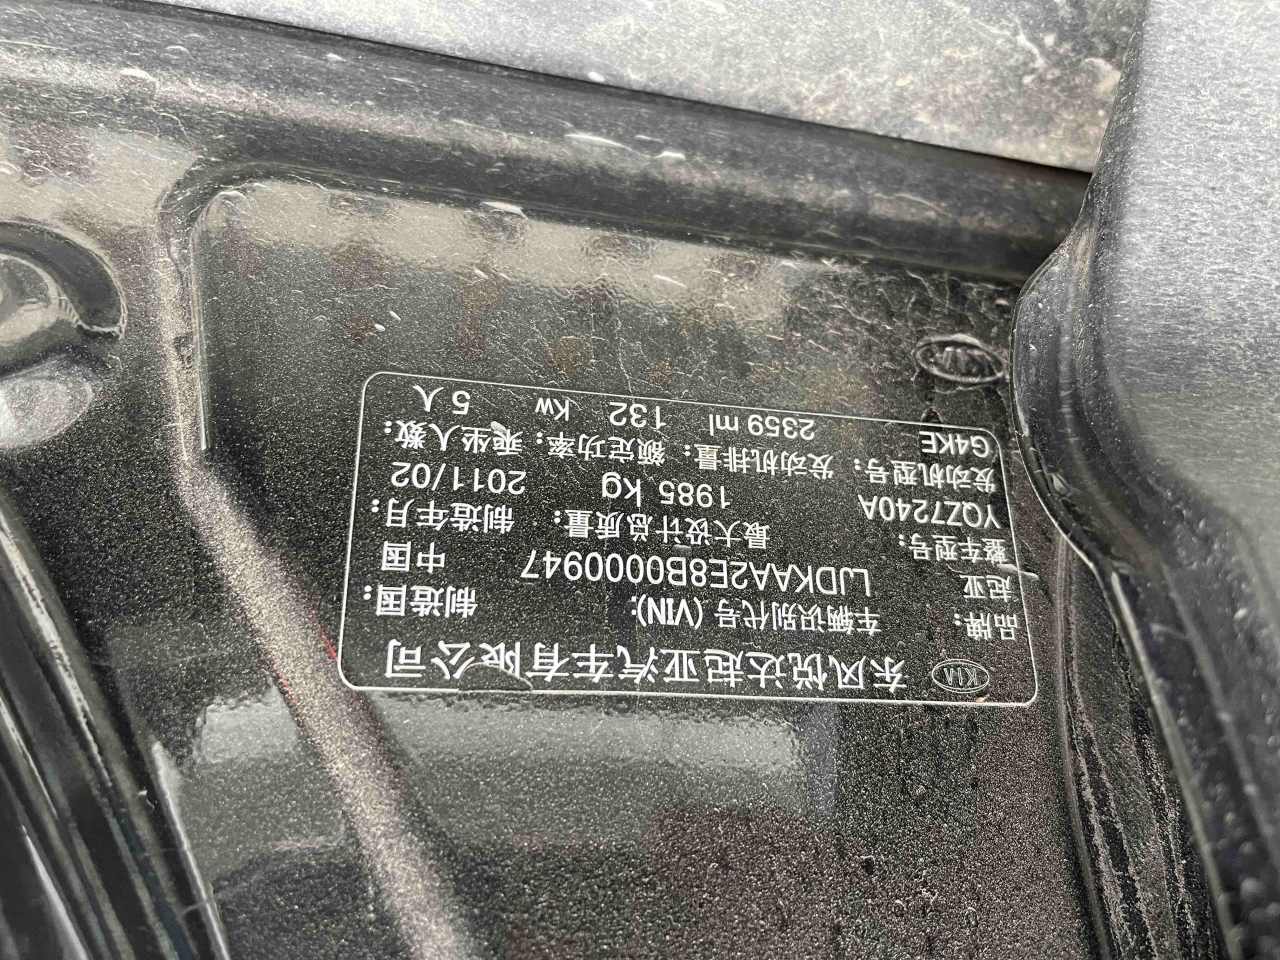 KIA 东风悦达起亚汽车有限公司
品牌： 车辆识别代号 (VIN): 制造国：
起亚 LJDKAA2E8B0000947 中国
整车型号： 最大设计总质量： 制造年月：
YQZ7240A 1985 kg 2011/02
发动机型号： 发动机排量： 额定功率： 乘坐人数：
G4KE 2359 ml 132 Kw 5 人
KIA